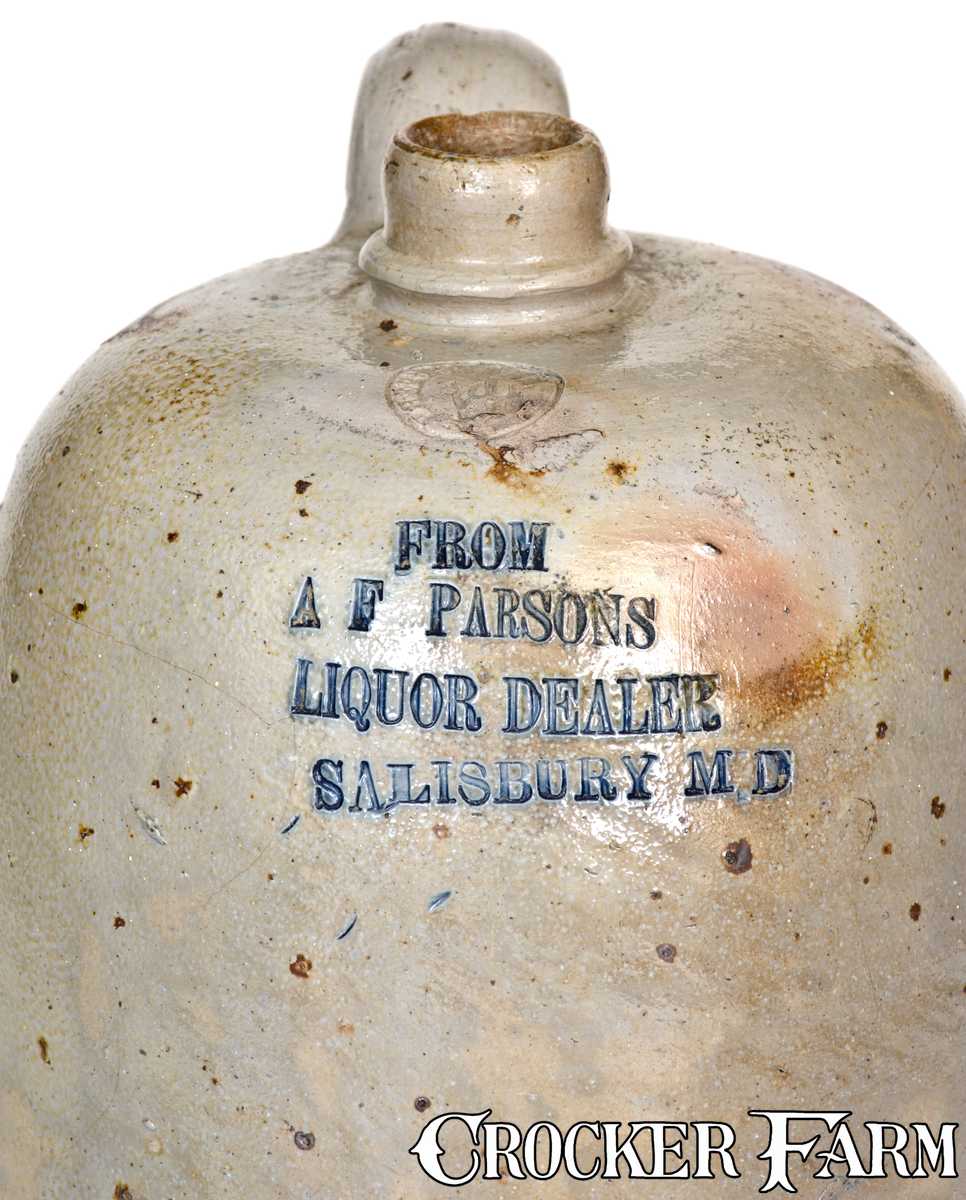 FROM
A F PARSONS
LIQUOR DEALER
SALISBURY M.D
CROCKER FARM